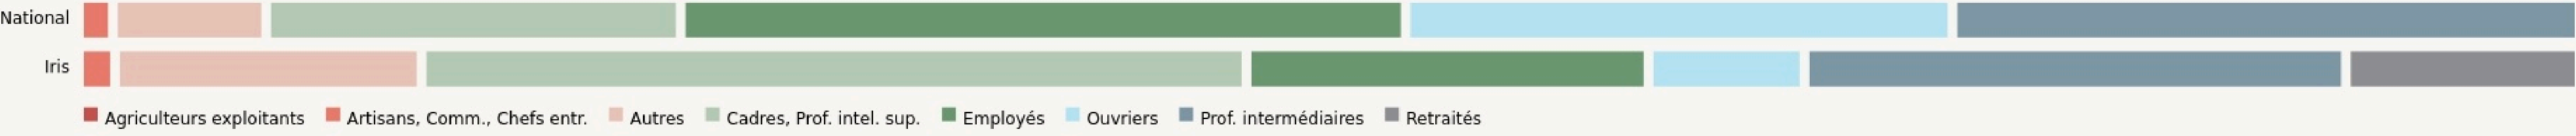 National
Iris
Agriculteurs exploitants Artisans, Comm., Chefs entr. Autres Cadres, Prof. intel. sup. Employés Ouvriers Prof. intermédiaires Retraités